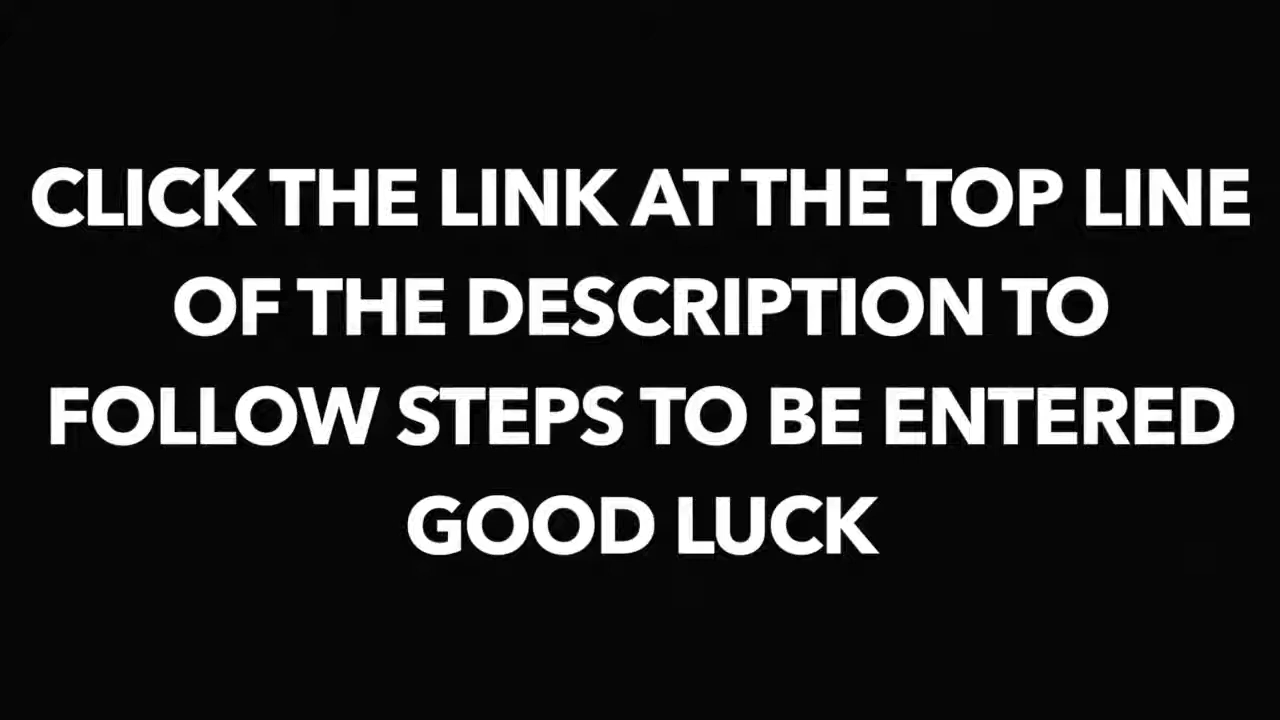 CLICK THE LINK AT THE TOP LINE
OF THE DESCRIPTION TO
FOLLOW STEPS TO BE ENTERED
GOOD LUCK